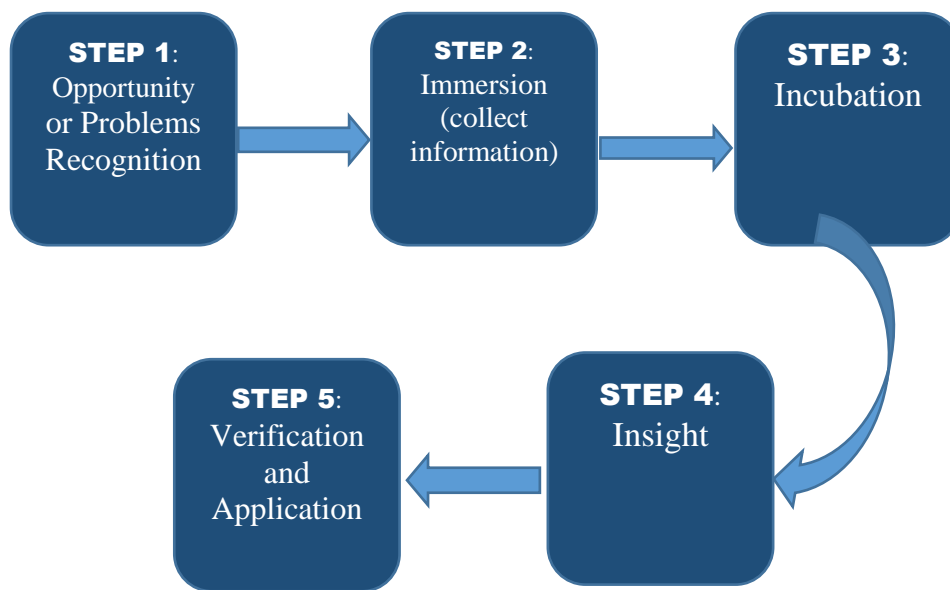 STEP 1:
Opportunity
or Problems
Recognition
STEP 2:
Immersion
(collect
information)
STEP 3:
Incubation
STEP 4:
Insight
STEP 5:
Verification
and
Application